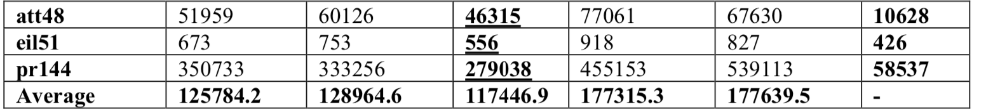 att48 51959 60126 46315 77061 67630 10628
eil51 673 753 556 918 827 426
pr144 350733 333256 279038 455153 539113 58537
Average 125784.2 128964.6 117446.9 177315.3 177639.5 -